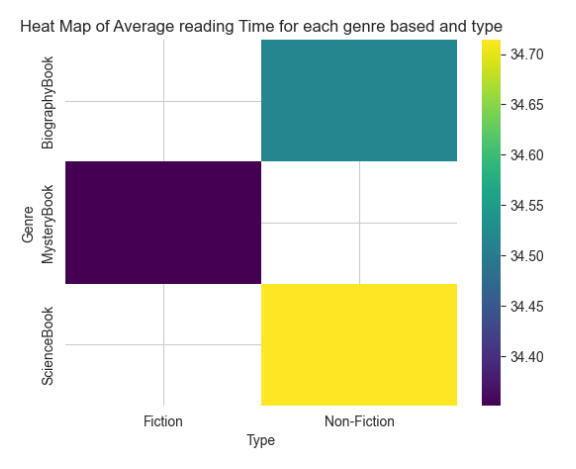 Heat Map of Average reading Time for each genre based and type
Genre
BiographyBook
MysteryBook
ScienceBook
Fiction
Non-Fiction
Type
34.70
34.65
34.60
34.55
34.50
34.45
34.40